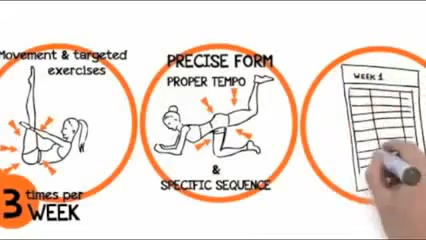 Movement & targeted
exercises
3 times per
WEEK
PRECISE FORM
PROPER TEMPO
&
SPECIFIC SEQUENCE
WEEK 1